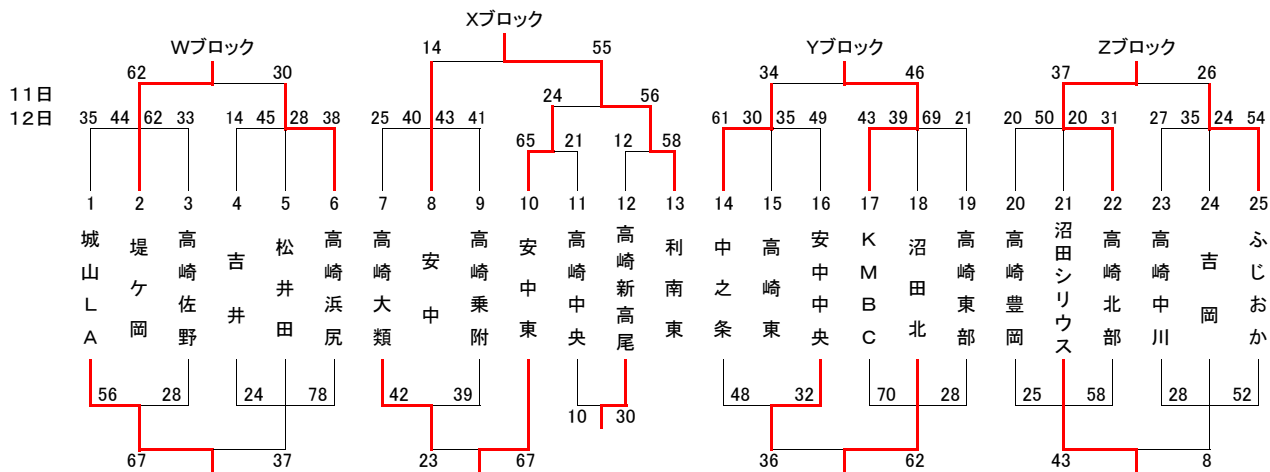 Xブロック
Wブロック
14
55
Yブロック
Zブロック
62
30
34
46
37
26
11日
24
56
12日
35 44 62 33 14 45 28 38 25 40 43 41
61 30 35 49 43 39 69 21 20 50 20 31 27 35 24 54
65 21 12 58
1 2 3 4 5 6 7 8 9 10 11 12 13 14 15 16 17 18 19 20 21 22 23 24 25
城山LA
堤ケ岡
高崎佐野
吉井
松井田
高崎浜尻
高崎大類
安中
高崎乗附
安中東
高崎中央
高崎新高尾
利南東
中之条
高崎東
安中中央
KMBC
沼田北
高崎東部
高崎豊岡
沼田シリウス
高崎北部
高崎中川
吉岡
ふじおか
56 28 24 78 42 39 10 30 48 32 70 28 25 58 28 52
67 37 23 67 36 62 43 8